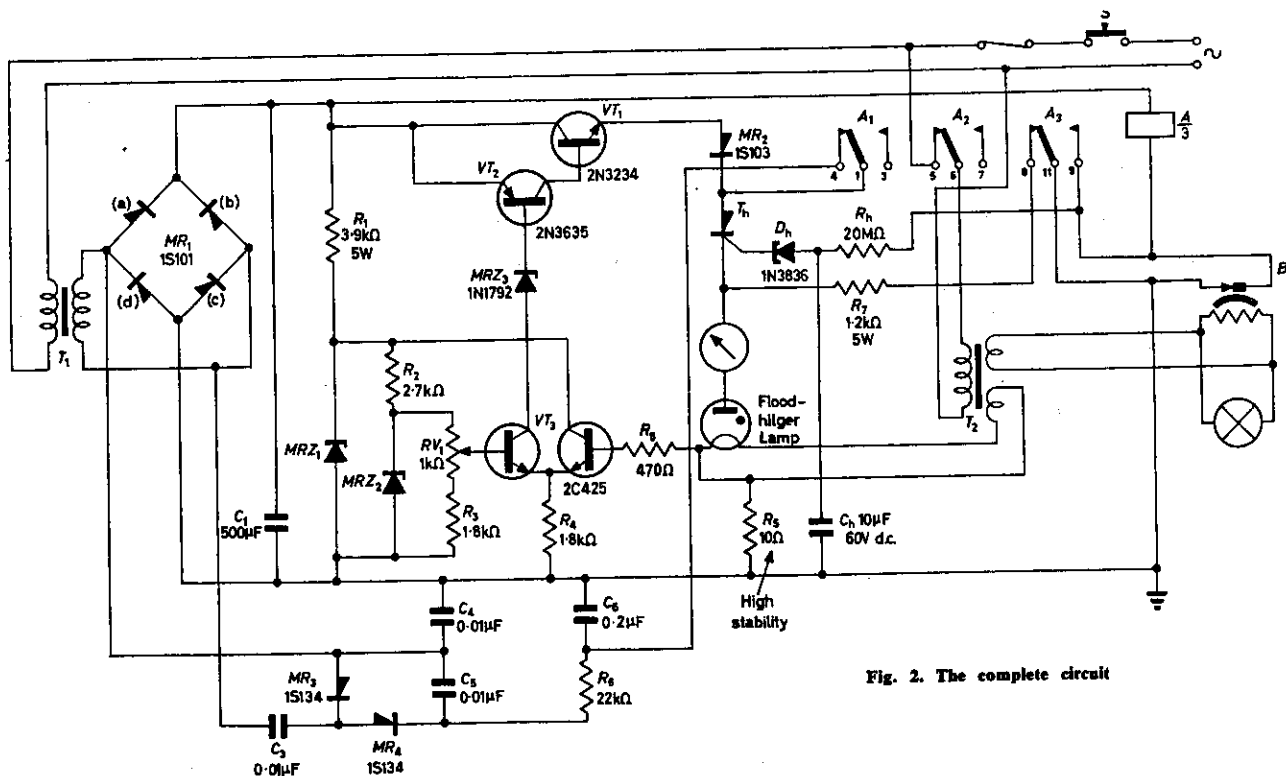 S
VT₁
A₁
A₂
A₃
A/3
MR₂
1S103
4
1
3
5
6
7
8
11
9
VT₂
2N3234
(a)
(b)
MR₁
1S101
(d)
(c)
R₁
3·9kΩ
5W
2N3635
Tₕ
Dₕ
1N3836
Rₕ
20MΩ
B
MRZ₃
1N1792
R₇
1·2kΩ
5W
T₁
R₂
2·7kΩ
Flood-
hilger
Lamp
T₂
MRZ₁
MRZ₂
RV₁
1kΩ
VT₃
470Ω
2C425
C₁
500µF
R₃
1·8kΩ
R₄
1·8kΩ
R₅
10Ω
Cₕ 10µF
60V d.c.
High
stability
C₄
0·01µF
C₆
0·2µF
MR₃
1S134
C₅
0·01µF
R₆
22kΩ
Fig. 2. The complete circuit
C₃
0·01µF
MR₄
1S134